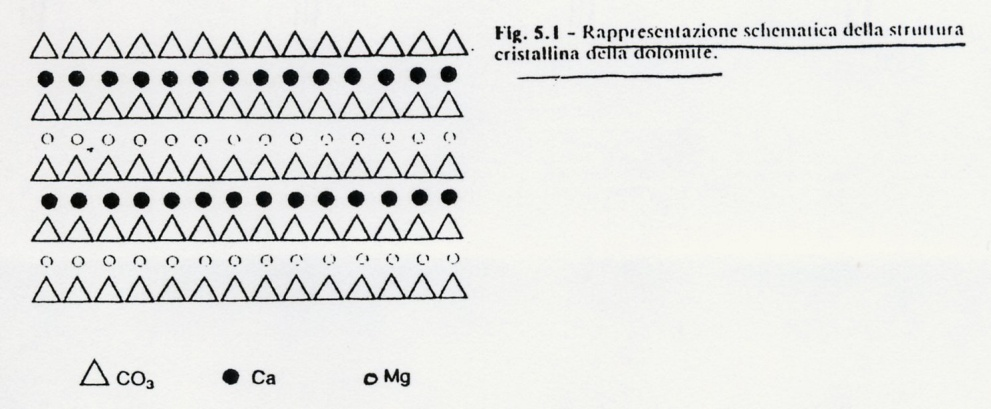 Fig. 5.1 - Rappresentazione schematica della struttura
cristallina della dolomite.
CO₃ Ca Mg